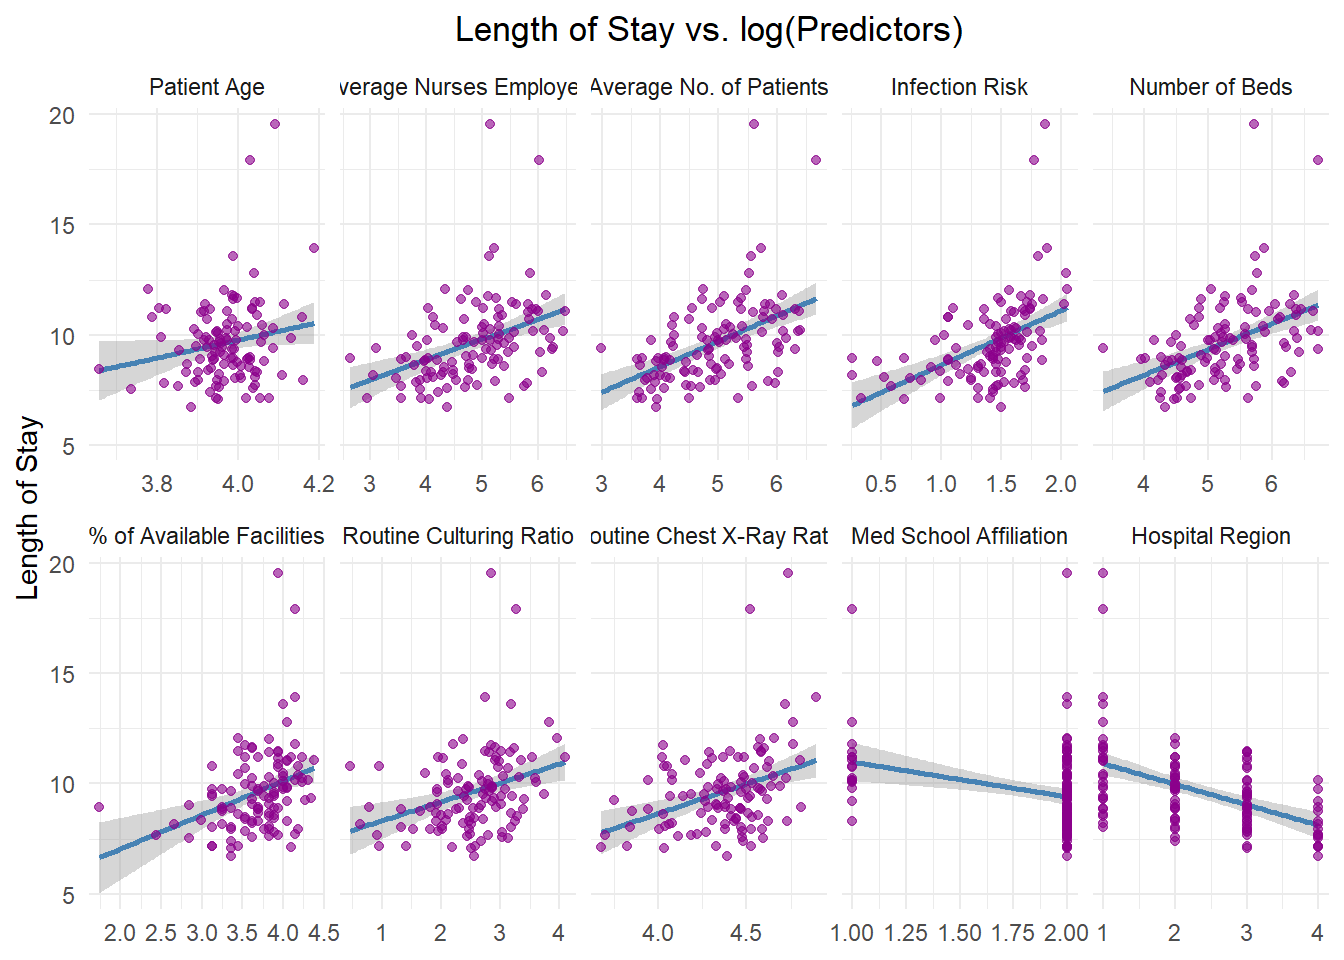 Length of Stay vs. log(Predictors)
Patient Age
verage Nurses Employe
Average No. of Patients
Infection Risk
Number of Beds
20
15
10
5
3.8 4.0 4.2
3 4 5 6
3 4 5 6
0.5 1.0 1.5 2.0
4 5 6
Length of Stay
% of Available Facilities
Routine Culturing Ratio
outine Chest X-Ray Rat
Med School Affiliation
Hospital Region
20
15
10
5
2.0 2.5 3.0 3.5 4.0 4.5
1 2 3 4
4.0 4.5
1.00 1.25 1.50 1.75 2.00
1 2 3 4